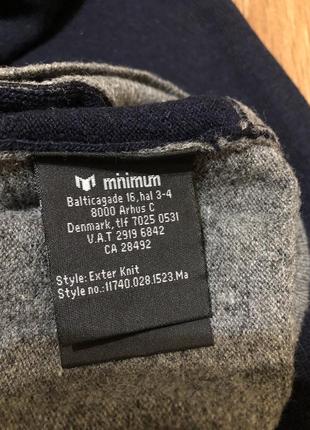 minimum
Balticagade 16, hal 3-4
8000 Arhus C
Denmark, tlf 7025 0531
V.A.T 2919 6842
CA 28492
Style: Exter Knit
Style no.:11740.028.1523.Ma